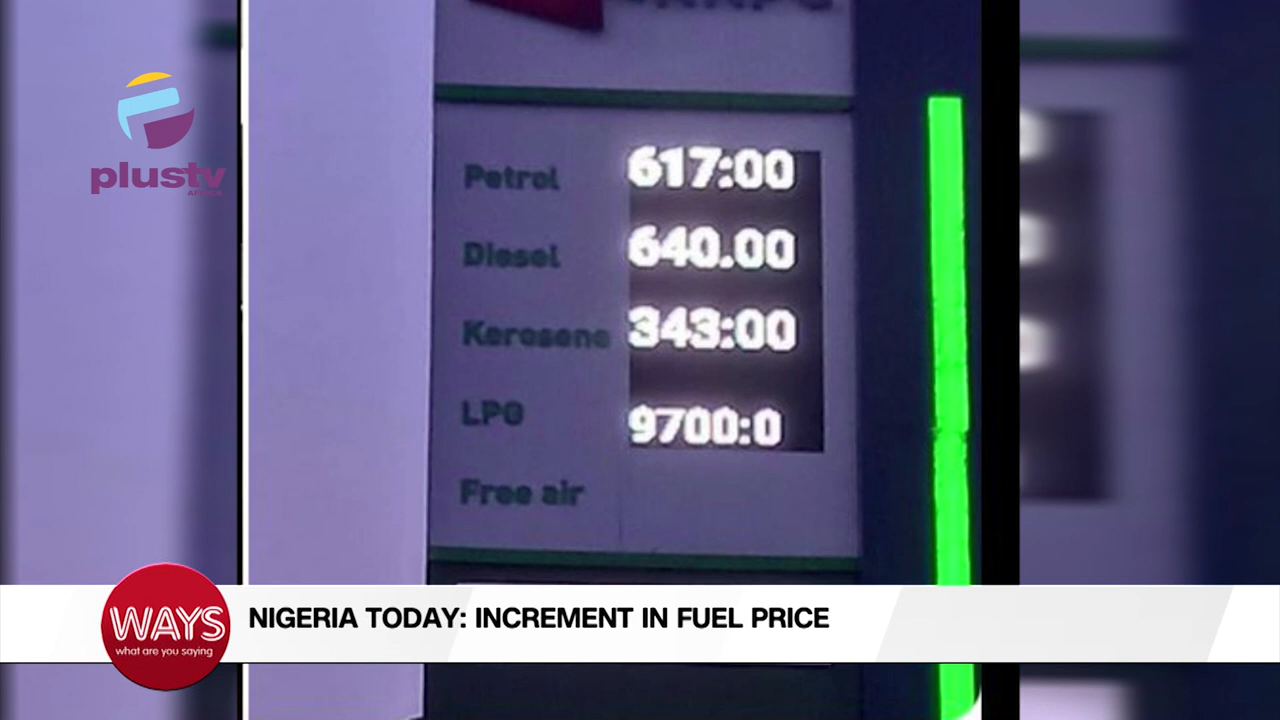 plustv
AFRICA
Petrol 617:00
Diesel 640.00
Kerosene 343:00
LPG 9700:0
Free air
WAYS
what are you saying
NIGERIA TODAY: INCREMENT IN FUEL PRICE